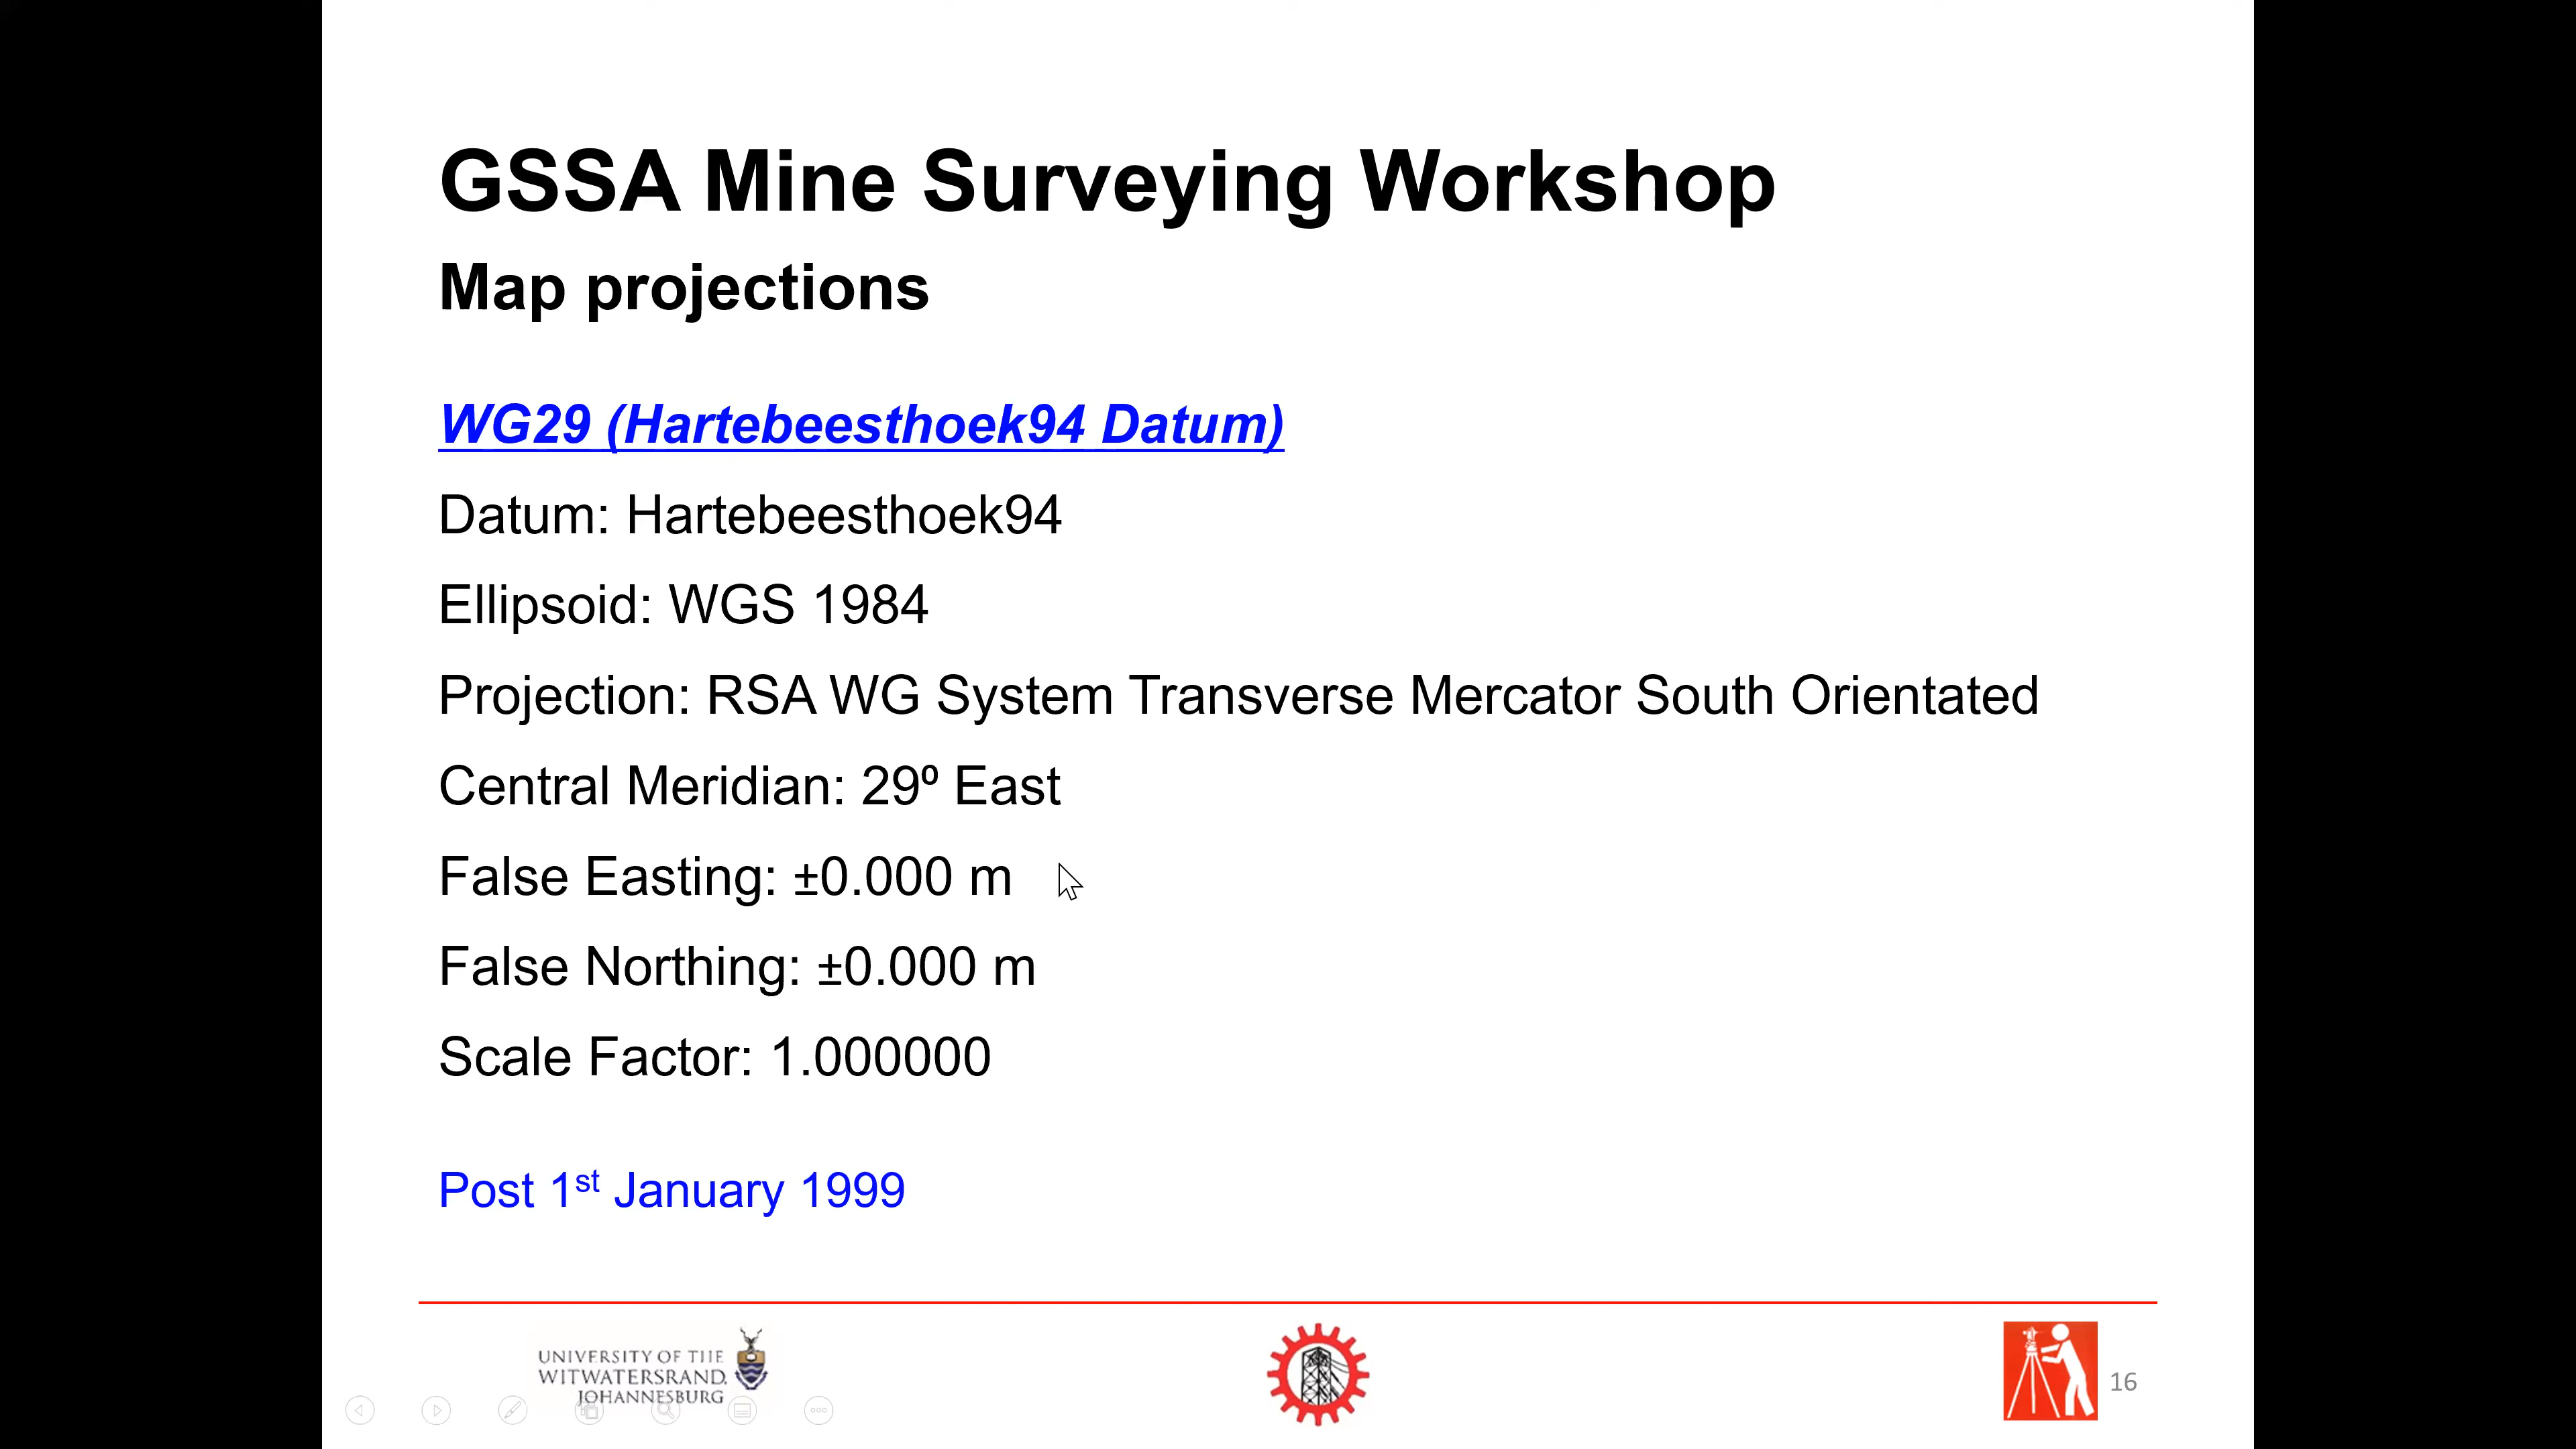 GSSA Mine Surveying Workshop
Map projections
WG29 (Hartebeesthoek94 Datum)
Datum: Hartebeesthoek94
Ellipsoid: WGS 1984
Projection: RSA WG System Transverse Mercator South Orientated
Central Meridian: 29º East
False Easting: ±0.000 m
False Northing: ±0.000 m
Scale Factor: 1.000000
Post 1st January 1999
UNIVERSITY OF THE
WITWATERSRAND,
JOHANNESBURG
16